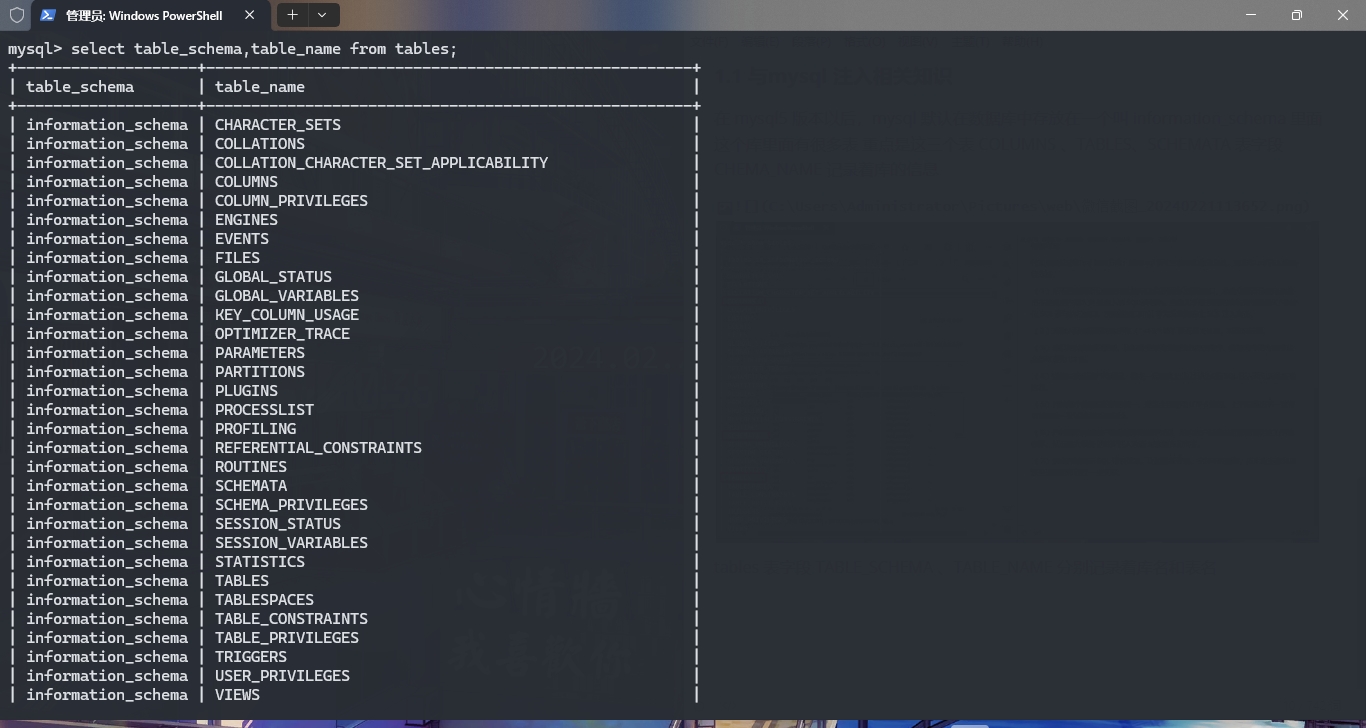 管理员: Windows PowerShell
mysql> select table_schema,table_name from tables;
| table_schema | table_name |
| information_schema | CHARACTER_SETS |
| information_schema | COLLATIONS |
| information_schema | COLLATION_CHARACTER_SET_APPLICABILITY |
| information_schema | COLUMNS |
| information_schema | COLUMN_PRIVILEGES |
| information_schema | ENGINES |
| information_schema | EVENTS |
| information_schema | FILES |
| information_schema | GLOBAL_STATUS |
| information_schema | GLOBAL_VARIABLES |
| information_schema | KEY_COLUMN_USAGE |
| information_schema | OPTIMIZER_TRACE |
| information_schema | PARAMETERS |
| information_schema | PARTITIONS |
| information_schema | PLUGINS |
| information_schema | PROCESSLIST |
| information_schema | PROFILING |
| information_schema | REFERENTIAL_CONSTRAINTS |
| information_schema | ROUTINES |
| information_schema | SCHEMATA |
| information_schema | SCHEMA_PRIVILEGES |
| information_schema | SESSION_STATUS |
| information_schema | SESSION_VARIABLES |
| information_schema | STATISTICS |
| information_schema | TABLES |
| information_schema | TABLESPACES |
| information_schema | TABLE_CONSTRAINTS |
| information_schema | TABLE_PRIVILEGES |
| information_schema | TRIGGERS |
| information_schema | USER_PRIVILEGES |
| information_schema | VIEWS |